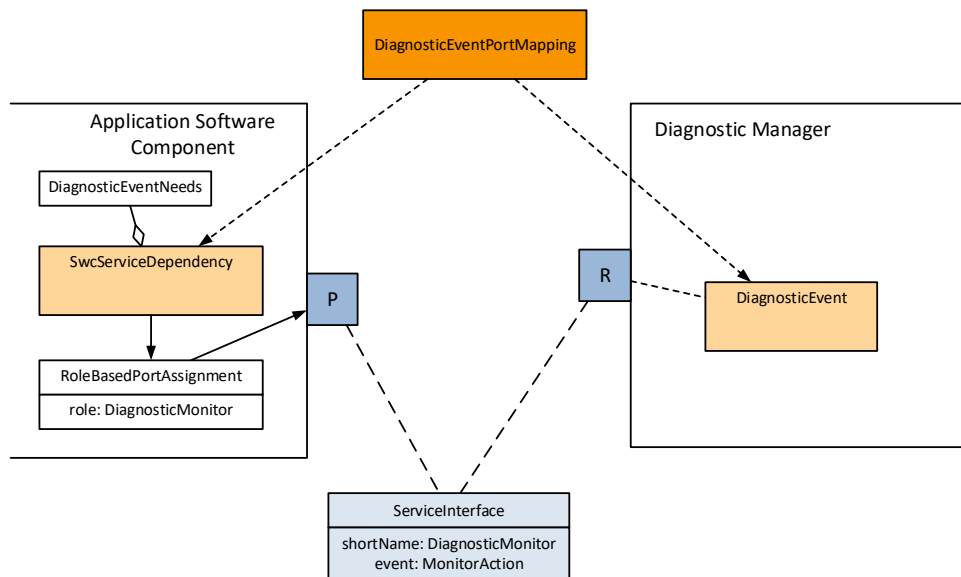 DiagnosticEventPortMapping
Application Software
Component
Diagnostic Manager
DiagnosticEventNeeds
SwcServiceDependency
P
R
DiagnosticEvent
RoleBasedPortAssignment
role: DiagnosticMonitor
ServiceInterface
shortName: DiagnosticMonitor
event: MonitorAction